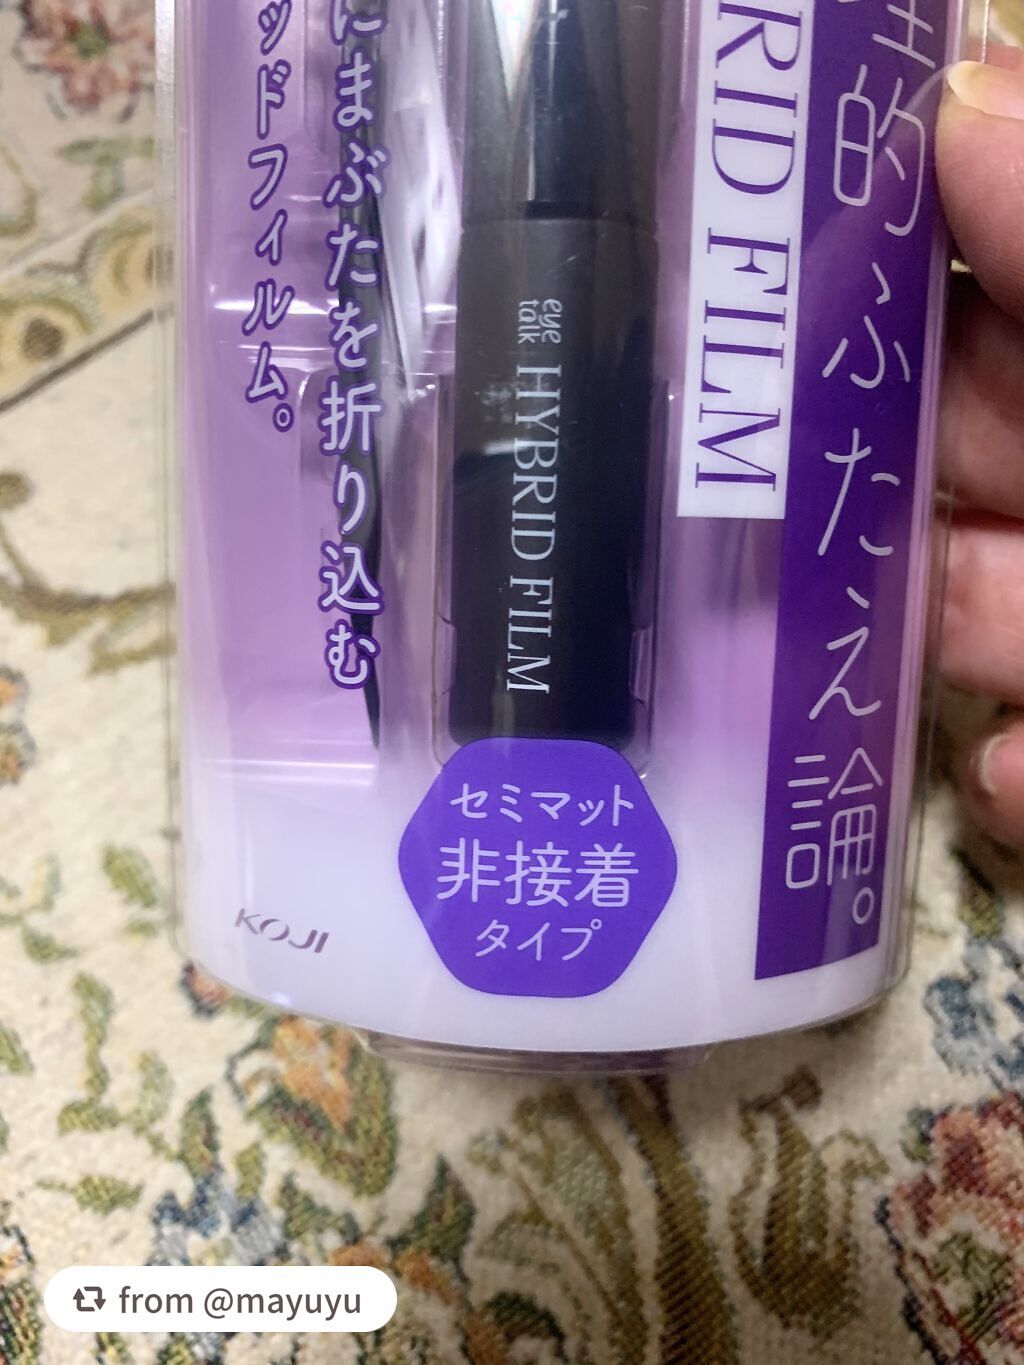 的ふたえ論。
RID FILM
にまぶたを折り込む
ッドフィルム。
eye
talk
HYBRID FILM
セミマット
非接着
タイプ
KOJI
from @mayuyu